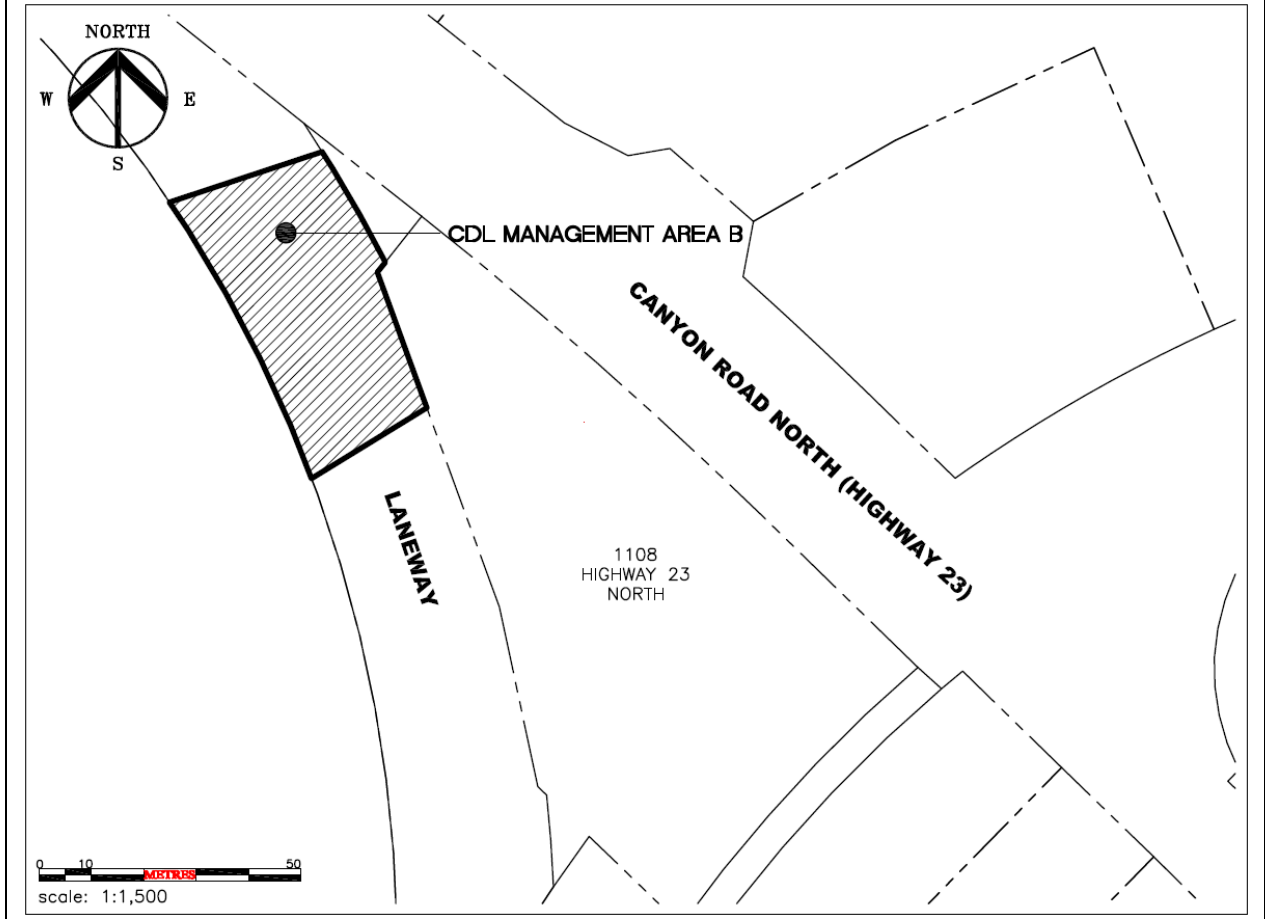 NORTH
W E
S
CDL MANAGEMENT AREA B
CANYON ROAD NORTH (HIGHWAY 23)
LANEWAY
1108
HIGHWAY 23
NORTH
0 10 50
METRES
scale: 1:1,500